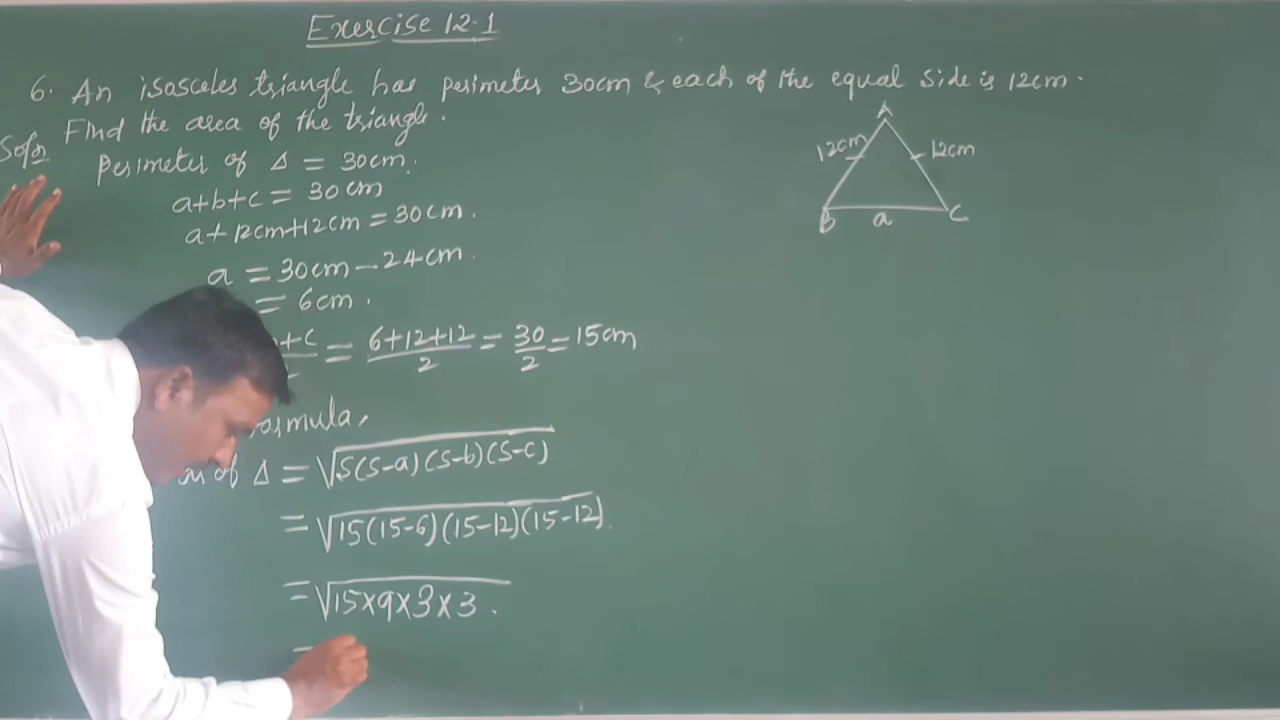 Exercise 12.1
6. An isosceles triangle has perimeter 30cm & each of the equal side is 12cm.
Find the area of the triangle.
Soln
Perimeter of Δ = 30cm.
a+b+c = 30cm
a+12cm+12cm = 30cm.
a = 30cm-24cm.
= 6cm.
+c = 6+12+12/2 = 30/2 = 15cm
formula,
of Δ = √S(S-a)(S-b)(S-c)
= √15(15-6)(15-12)(15-12).
= √15×9×3×3.
=
A
12cm
12cm
B
a
C